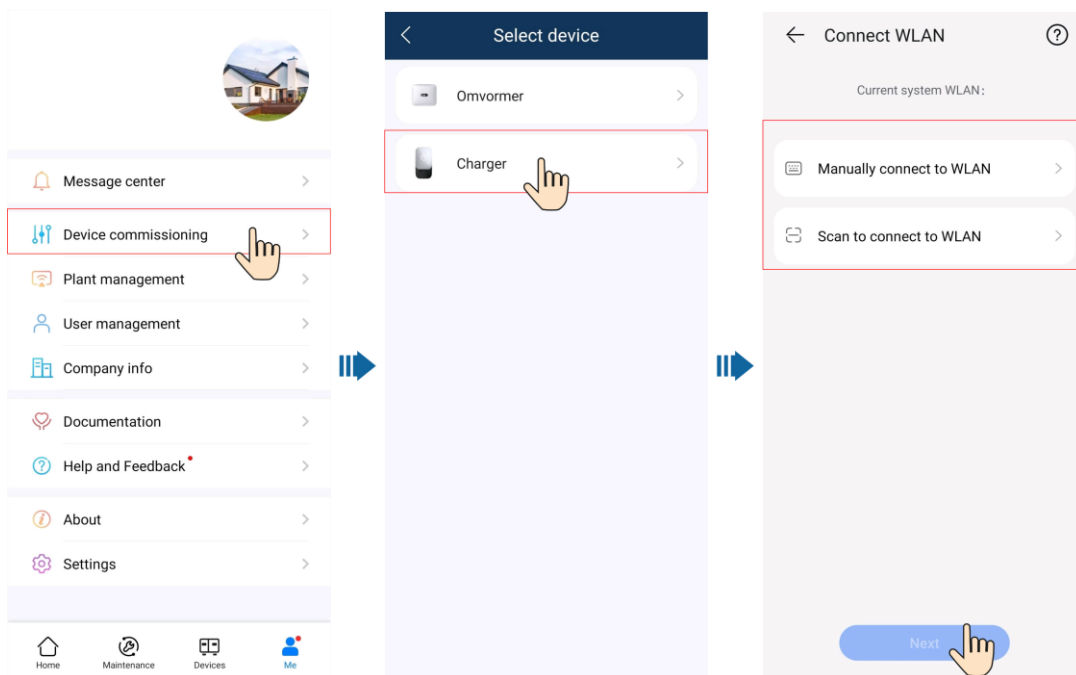 Message center
Device commissioning
Plant management
User management
Company info
Documentation
Help and Feedback
About
Settings
Home
Maintenance
Devices
Me
Select device
Omvormer
Charger
Connect WLAN
Current system WLAN:
Manually connect to WLAN
Scan to connect to WLAN
Next